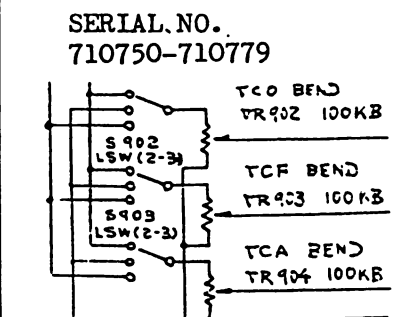 SERIAL NO.
710750-710779
TCO BEND
TR902 100KB
S902
LSW(2-3)
TCF BEND
TR903 100KB
S903
LSW(2-3)
TCA BEND
TR904 100KB